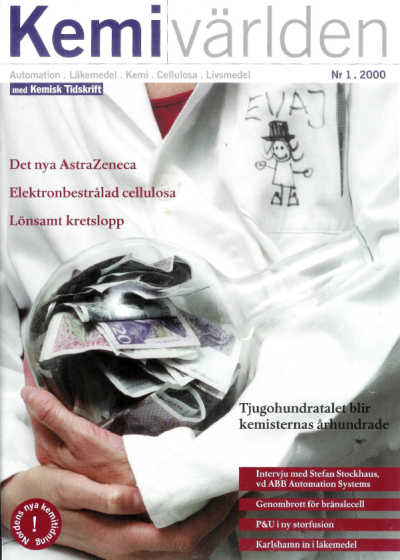 Kemivärlden
Automation . Läkemedel . Kemi . Cellulosa . Livsmedel
Nr 1 . 2000
med Kemisk Tidskrift
EVAJ
Det nya AstraZeneca
Elektronbestrålad cellulosa
Lönsamt kretslopp
20
Tjugohundratalet blir
kemisternas århundrade
Intervju med Stefan Stockhaus,
vd ABB Automation Systems
Genombrott för bränslecell
P&U i ny storfusion
Karlshamn in i läkemedel
Nordens nya kemitidning
!